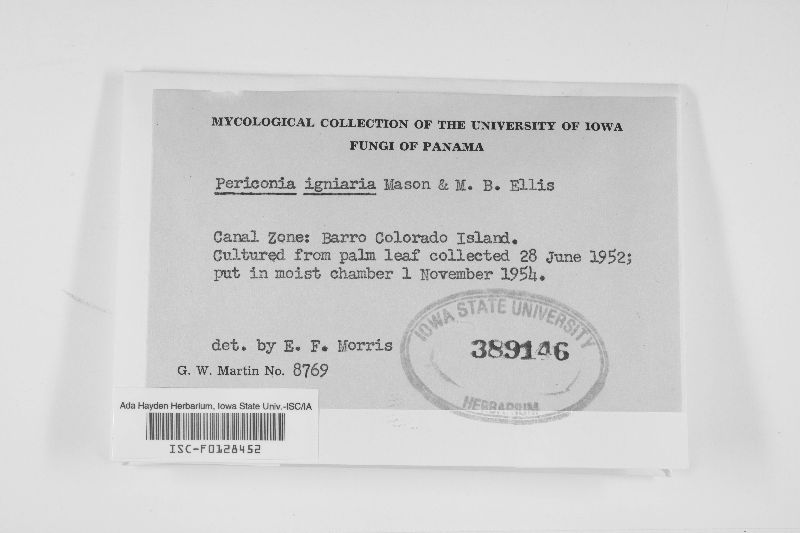 MYCOLOGICAL COLLECTION OF THE UNIVERSITY OF IOWA
FUNGI OF PANAMA
Periconia igniaria Mason & M. B. Ellis
Canal Zone: Barro Colorado Island.
Cultured from palm leaf collected 28 June 1952;
put in moist chamber 1 November 1954.
det. by E. F. Morris
G. W. Martin No. 8769
IOWA STATE UNIVERSITY
389146
HERBARIUM
Ada Hayden Herbarium, Iowa State Univ.-ISC/IA
ISC-F0128452